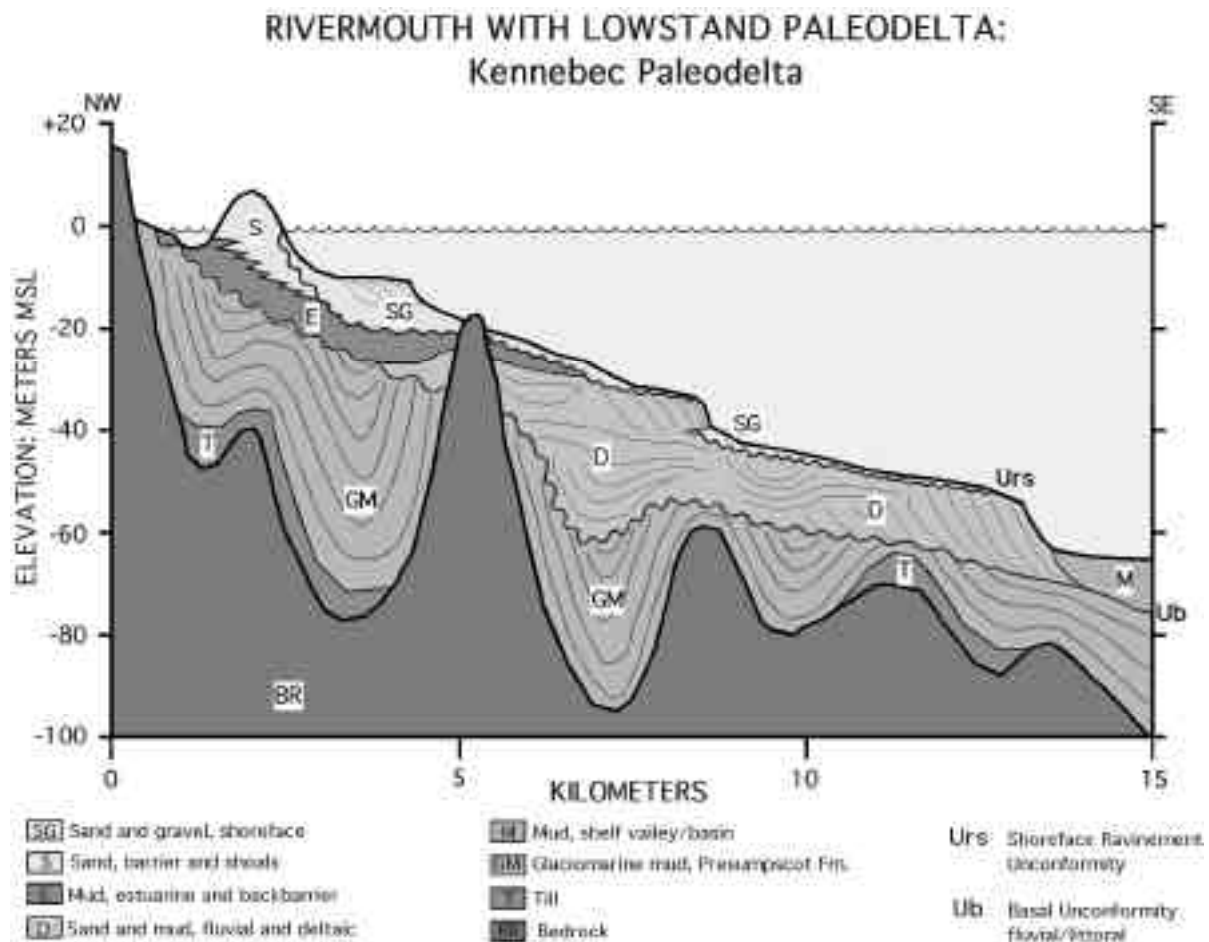 RIVERMOUTH WITH LOWSTAND PALEODELTA:
Kennebec Paleodelta
NW
SE
+20
0
-20
-40
-60
-80
-100
ELEVATION: METERS MSL
S
SG
E
T
GM
D
SG
GM
D
T
Urs
M
Ub
BR
0
5
10
15
KILOMETERS
SG Sand and gravel, shoreface
S Sand, barrier and shoals
E Mud, estuarine and backbarrier
D Sand and mud, fluvial and deltaic
M Mud, shelf valley/basin
GM Glaciomarine mud, Presumpscot Fm.
T Till
BR Bedrock
Urs Shoreface Ravinement
Unconformity
Ub Basal Unconformity
fluvial/littoral